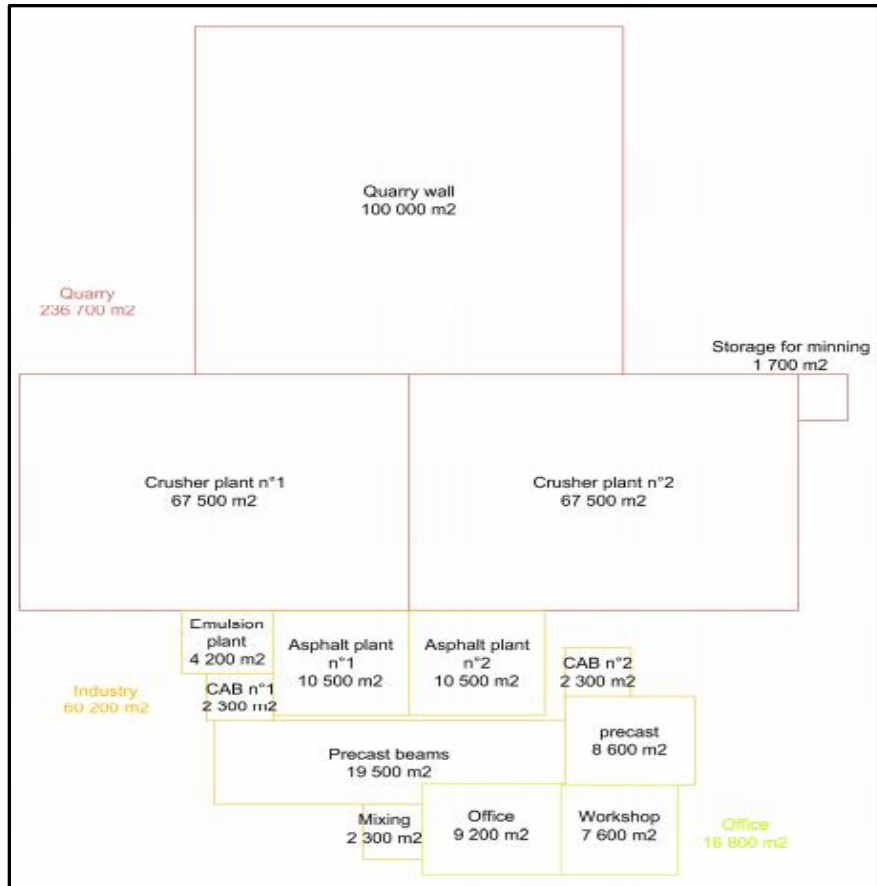 Quarry wall
100 000 m2
Quarry
236 700 m2
Storage for minning
1 700 m2
Crusher plant n°1
67 500 m2
Crusher plant n°2
67 500 m2
Emulsion
plant
4 200 m2
Asphalt plant
n°1
10 500 m2
Asphalt plant
n°2
10 500 m2
CAB n°2
2 300 m2
Industry
60 200 m2
CAB n°1
2 300 m2
precast
8 600 m2
Precast beams
19 500 m2
Mixing
2 300 m2
Office
9 200 m2
Workshop
7 600 m2
Office
16 800 m2